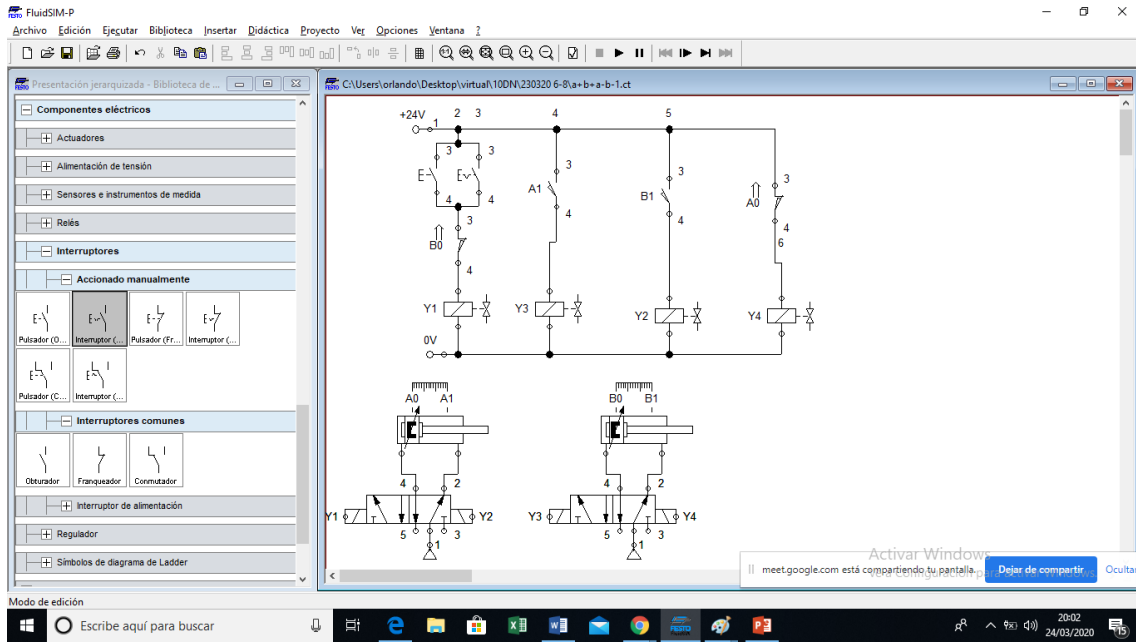 FluidSIM-P
Archivo Edición Ejecutar Biblioteca Insertar Didáctica Proyecto Ver Opciones Ventana ?
Presentación jerarquizada - Biblioteca de ...
C:\Users\orlando\Desktop\virtual\10DN\230320 6-8\a+b+a-b-1.ct
Componentes eléctricos
Actuadores
Alimentación de tensión
Sensores e instrumentos de medida
Relés
Interruptores
Accionado manualmente
Pulsador (O... Interruptor (... Pulsador (Fr... Interruptor (...
Pulsador (C... Interruptor (...
Interruptores comunes
Obturador Franqueador Conmutador
Interruptor de alimentación
Regulador
Símbolos de diagrama de Ladder
+24V 1 2 3 4 5
3 3 3 3 3
A1 B1 A0
4 4 4 4 4
3 6
B0
4
Y1 Y3 Y2 Y4
0V
A0 A1 B0 B1
4 2 4 2
Y1 Y2 Y3 Y4
5 3 5 3
1 1
Activar Windows
Ve a Configuración para activar Windows.
meet.google.com está compartiendo tu pantalla. Dejar de compartir Ocultar
Modo de edición
Escribe aquí para buscar
20:02
24/03/2020
15